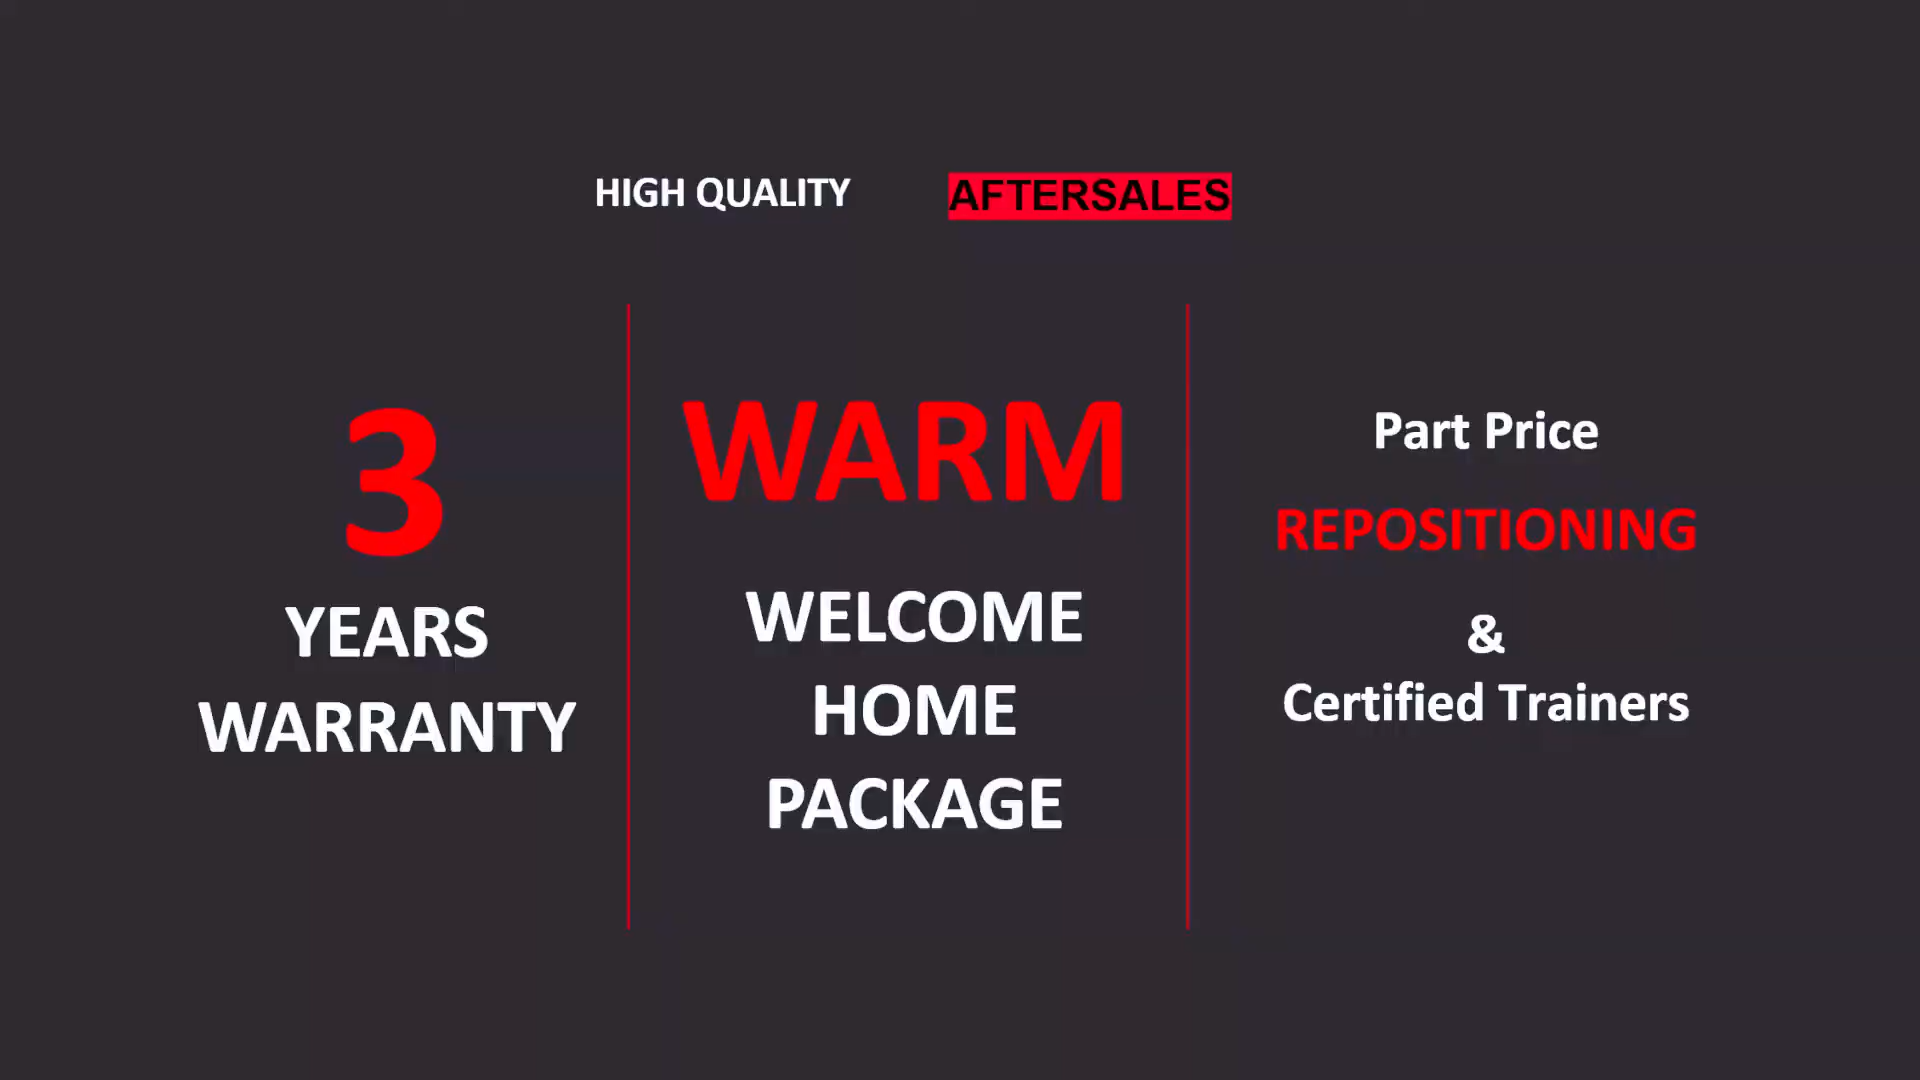 HIGH QUALITY AFTERSALES
3
YEARS
WARRANTY
WARM
WELCOME
HOME
PACKAGE
Part Price
REPOSITIONING
&
Certified Trainers